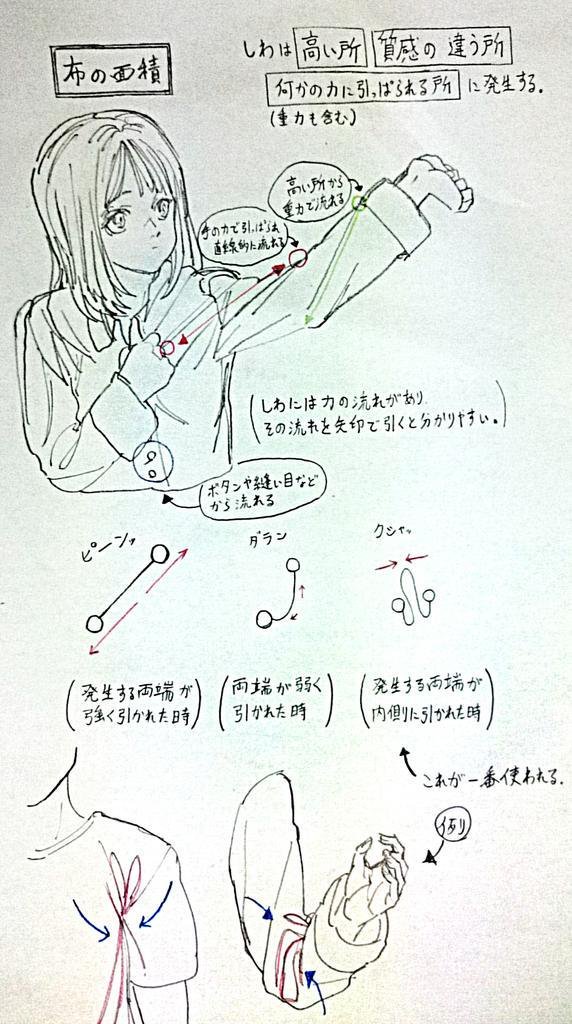 布の面積
しわは 高い所 質感の 違う所
何かの力に引っぱられる所 に発生する。
(重力も含む)
高い所から
重力で流れる
手の力で引っぱられ
直線的に流れる
(しわには力の流れがあり
その流れを矢印で引くと分かりやすい。)
ボタンや縫い目など
から流れる
ピーンッ
ダラン
クシャッ
(発生する両端が
強く引かれた時)
(両端が弱く
引かれた時)
(発生する両端が
内側に引かれた時)
これが一番使われる。
例